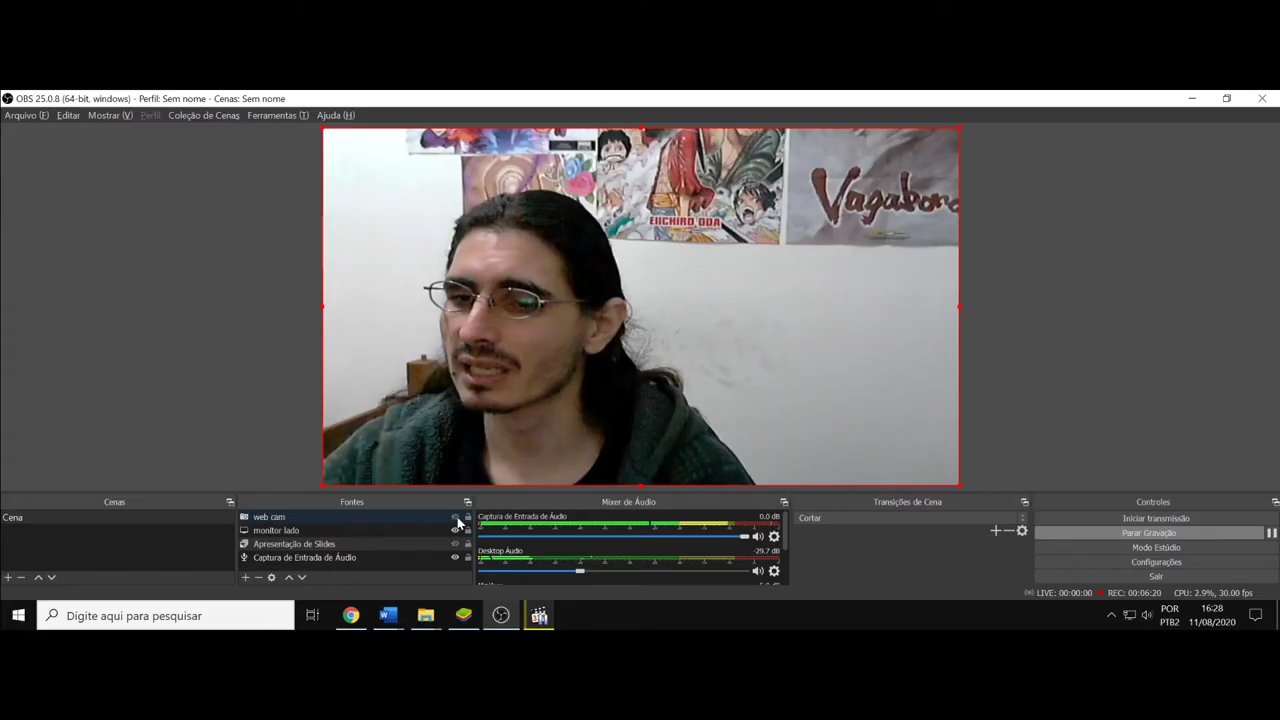 OBS 25.0.8 (64-bit, windows) - Perfil: Sem nome - Cenas: Sem nome
Arquivo (F) Editar Mostrar (V) Perfil Coleção de Cenas Ferramentas (T) Ajuda (H)
EIICHIRO ODA
Vagabond
Cenas
Cena
Fontes
web cam
monitor lado
Apresentação de Slides
Captura de Entrada de Áudio
Mixer de Áudio
Captura de Entrada de Áudio 0.0 dB
Desktop Áudio -29.7 dB
Transições de Cena
Cortar
Controles
Iniciar transmissão
Parar Gravação
Modo Estúdio
Configurações
Sair
LIVE: 00:00:00 REC: 00:06:20 CPU: 2.9%, 30.00 fps
Digite aqui para pesquisar
POR
PTB2
16:28
11/08/2020